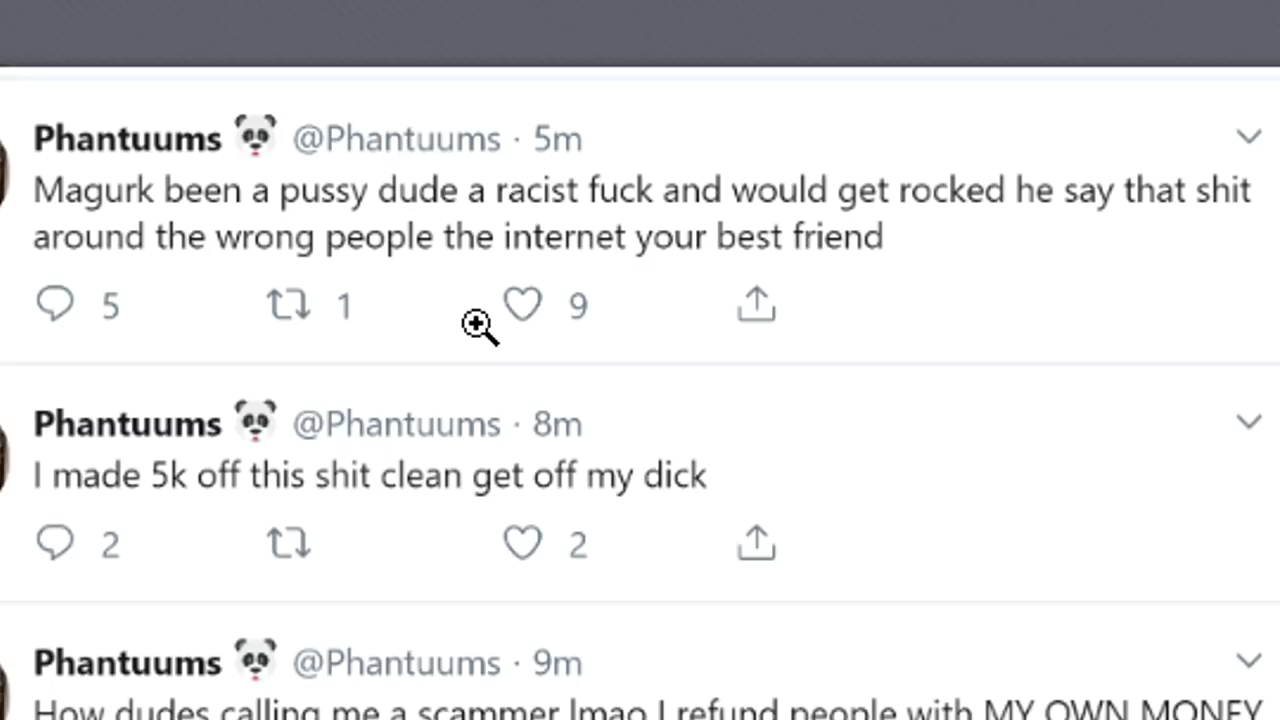 Phantuums 🐼 @Phantuums · 5m
Magurk been a pussy dude a racist fuck and would get rocked he say that shit
around the wrong people the internet your best friend
5 1 9
Phantuums 🐼 @Phantuums · 8m
I made 5k off this shit clean get off my dick
2 2
Phantuums 🐼 @Phantuums · 9m
How dudes calling me a scammer lmao I refund people with MY OWN MONEY